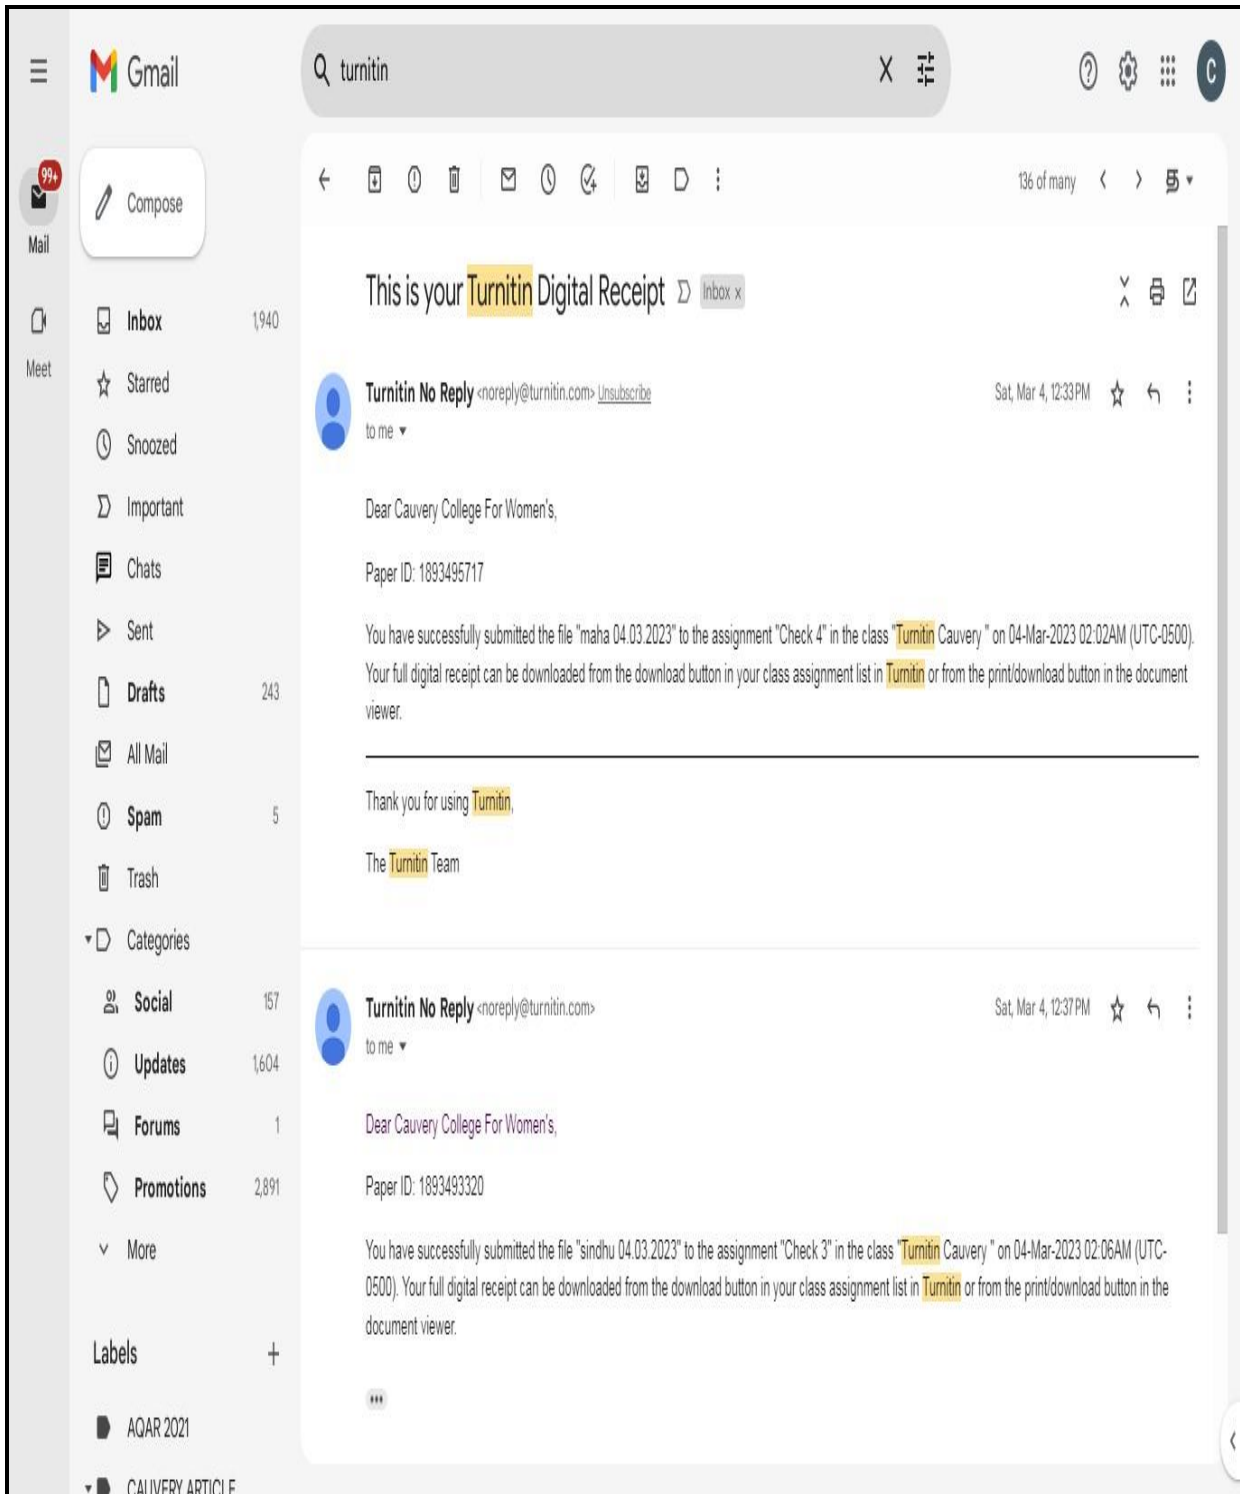 Gmail
turnitin
C
99+
Mail
Meet
Compose
Inbox 1,940
Starred
Snoozed
Important
Chats
Sent
Drafts 243
All Mail
Spam 5
Trash
Categories
Social 157
Updates 1,604
Forums 1
Promotions 2,891
More
Labels +
AQAR 2021
CAUVERY ARTICLE
136 of many
This is your Turnitin Digital Receipt Inbox x
Turnitin No Reply <noreply@turnitin.com> Unsubscribe Sat, Mar 4, 12:33 PM
to me
Dear Cauvery College For Women's,
Paper ID: 1893495717
You have successfully submitted the file "maha 04.03.2023" to the assignment "Check 4" in the class "Turnitin Cauvery " on 04-Mar-2023 02:02AM (UTC-0500).
Your full digital receipt can be downloaded from the download button in your class assignment list in Turnitin or from the print/download button in the document
viewer.
Thank you for using Turnitin,
The Turnitin Team
Turnitin No Reply <noreply@turnitin.com> Sat, Mar 4, 12:37 PM
to me
Dear Cauvery College For Women's,
Paper ID: 1893493320
You have successfully submitted the file "sindhu 04.03.2023" to the assignment "Check 3" in the class "Turnitin Cauvery " on 04-Mar-2023 02:06AM (UTC-
0500). Your full digital receipt can be downloaded from the download button in your class assignment list in Turnitin or from the print/download button in the
document viewer.